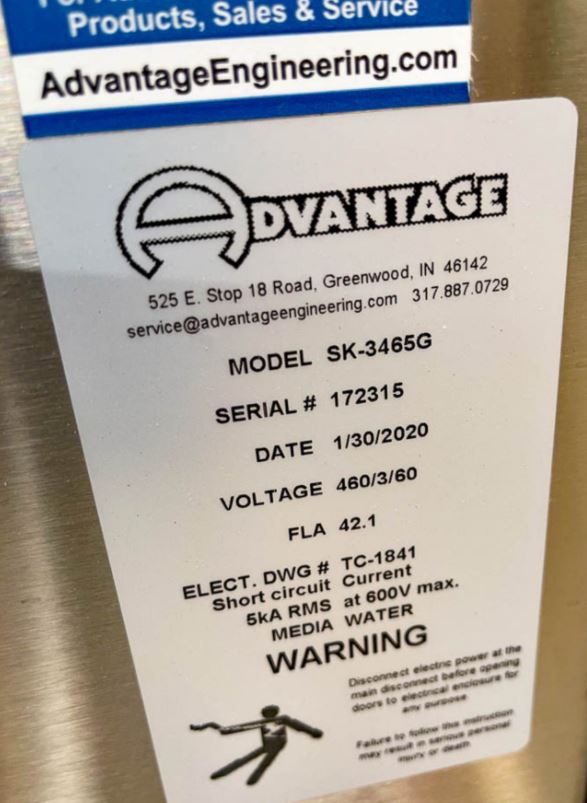 Products, Sales & Service
AdvantageEngineering.com
ADVANTAGE
525 E. Stop 18 Road, Greenwood, IN 46142
service@advantageengineering.com 317.887.0729
MODEL SK-3465G
SERIAL # 172315
DATE 1/30/2020
VOLTAGE 460/3/60
FLA 42.1
ELECT. DWG # TC-1841
Short circuit Current
5kA RMS at 600V max.
MEDIA WATER
WARNING
Disconnect electric power at the
main disconnect before opening
doors to electrical enclosure for
any purpose.
Failure to follow this instruction
may result in serious personal
injury or death